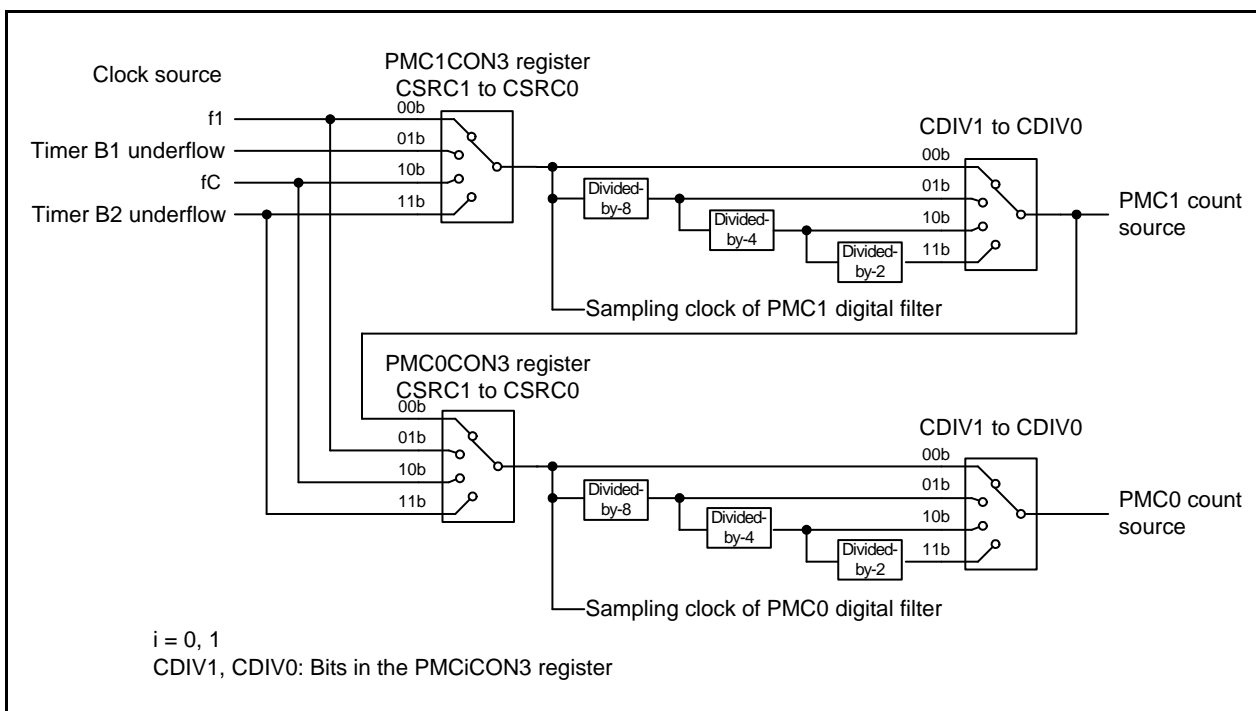 PMC1CON3 register
CSRC1 to CSRC0
Clock source
f1
Timer B1 underflow
fC
Timer B2 underflow
00b
01b
10b
11b
Divided-
by-8
Divided-
by-4
Divided-
by-2
CDIV1 to CDIV0
00b
01b
10b
11b
PMC1 count
source
Sampling clock of PMC1 digital filter
PMC0CON3 register
CSRC1 to CSRC0
00b
01b
10b
11b
Divided-
by-8
Divided-
by-4
Divided-
by-2
CDIV1 to CDIV0
00b
01b
10b
11b
PMC0 count
source
Sampling clock of PMC0 digital filter
i = 0, 1
CDIV1, CDIV0: Bits in the PMCiCON3 register